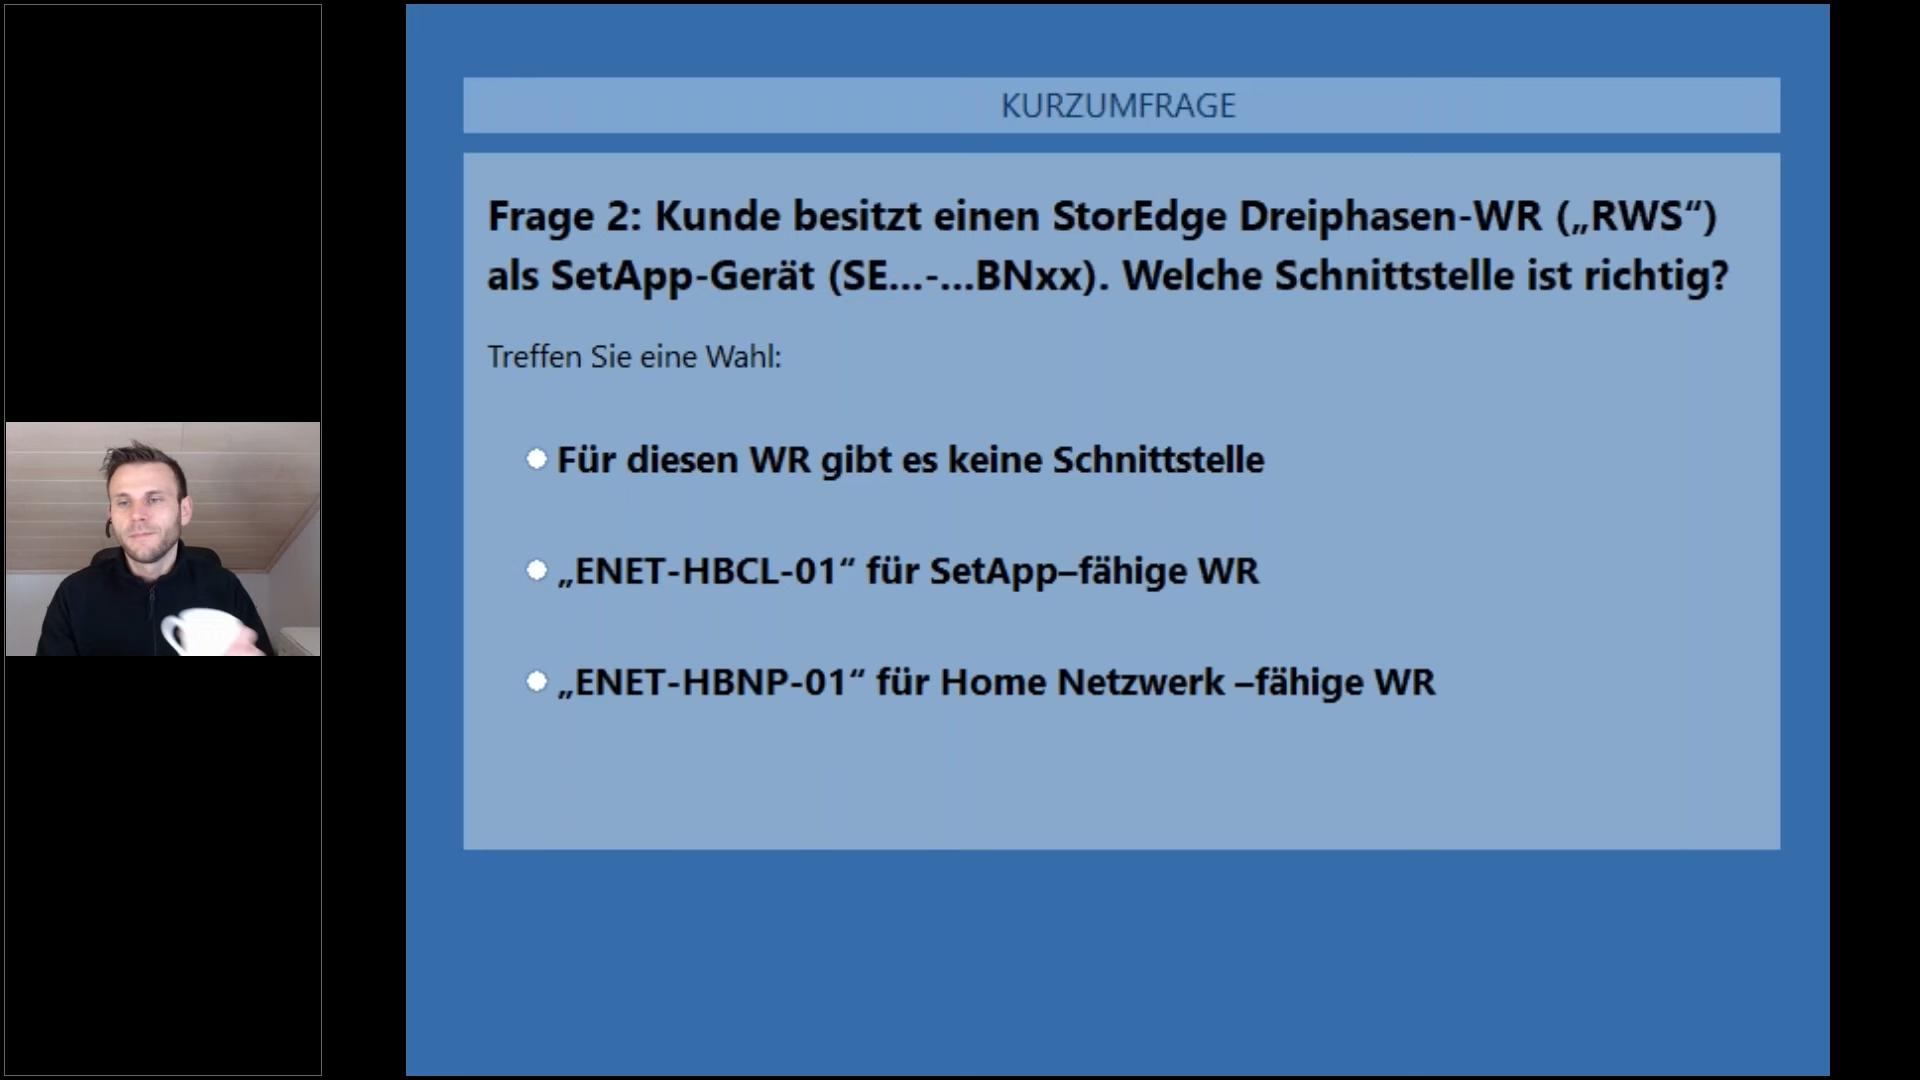 KURZUMFRAGE
Frage 2: Kunde besitzt einen StorEdge Dreiphasen-WR („RWS“)
als SetApp-Gerät (SE...-...BNxx). Welche Schnittstelle ist richtig?
Treffen Sie eine Wahl:
Für diesen WR gibt es keine Schnittstelle
„ENET-HBCL-01“ für SetApp–fähige WR
„ENET-HBNP-01“ für Home Netzwerk –fähige WR